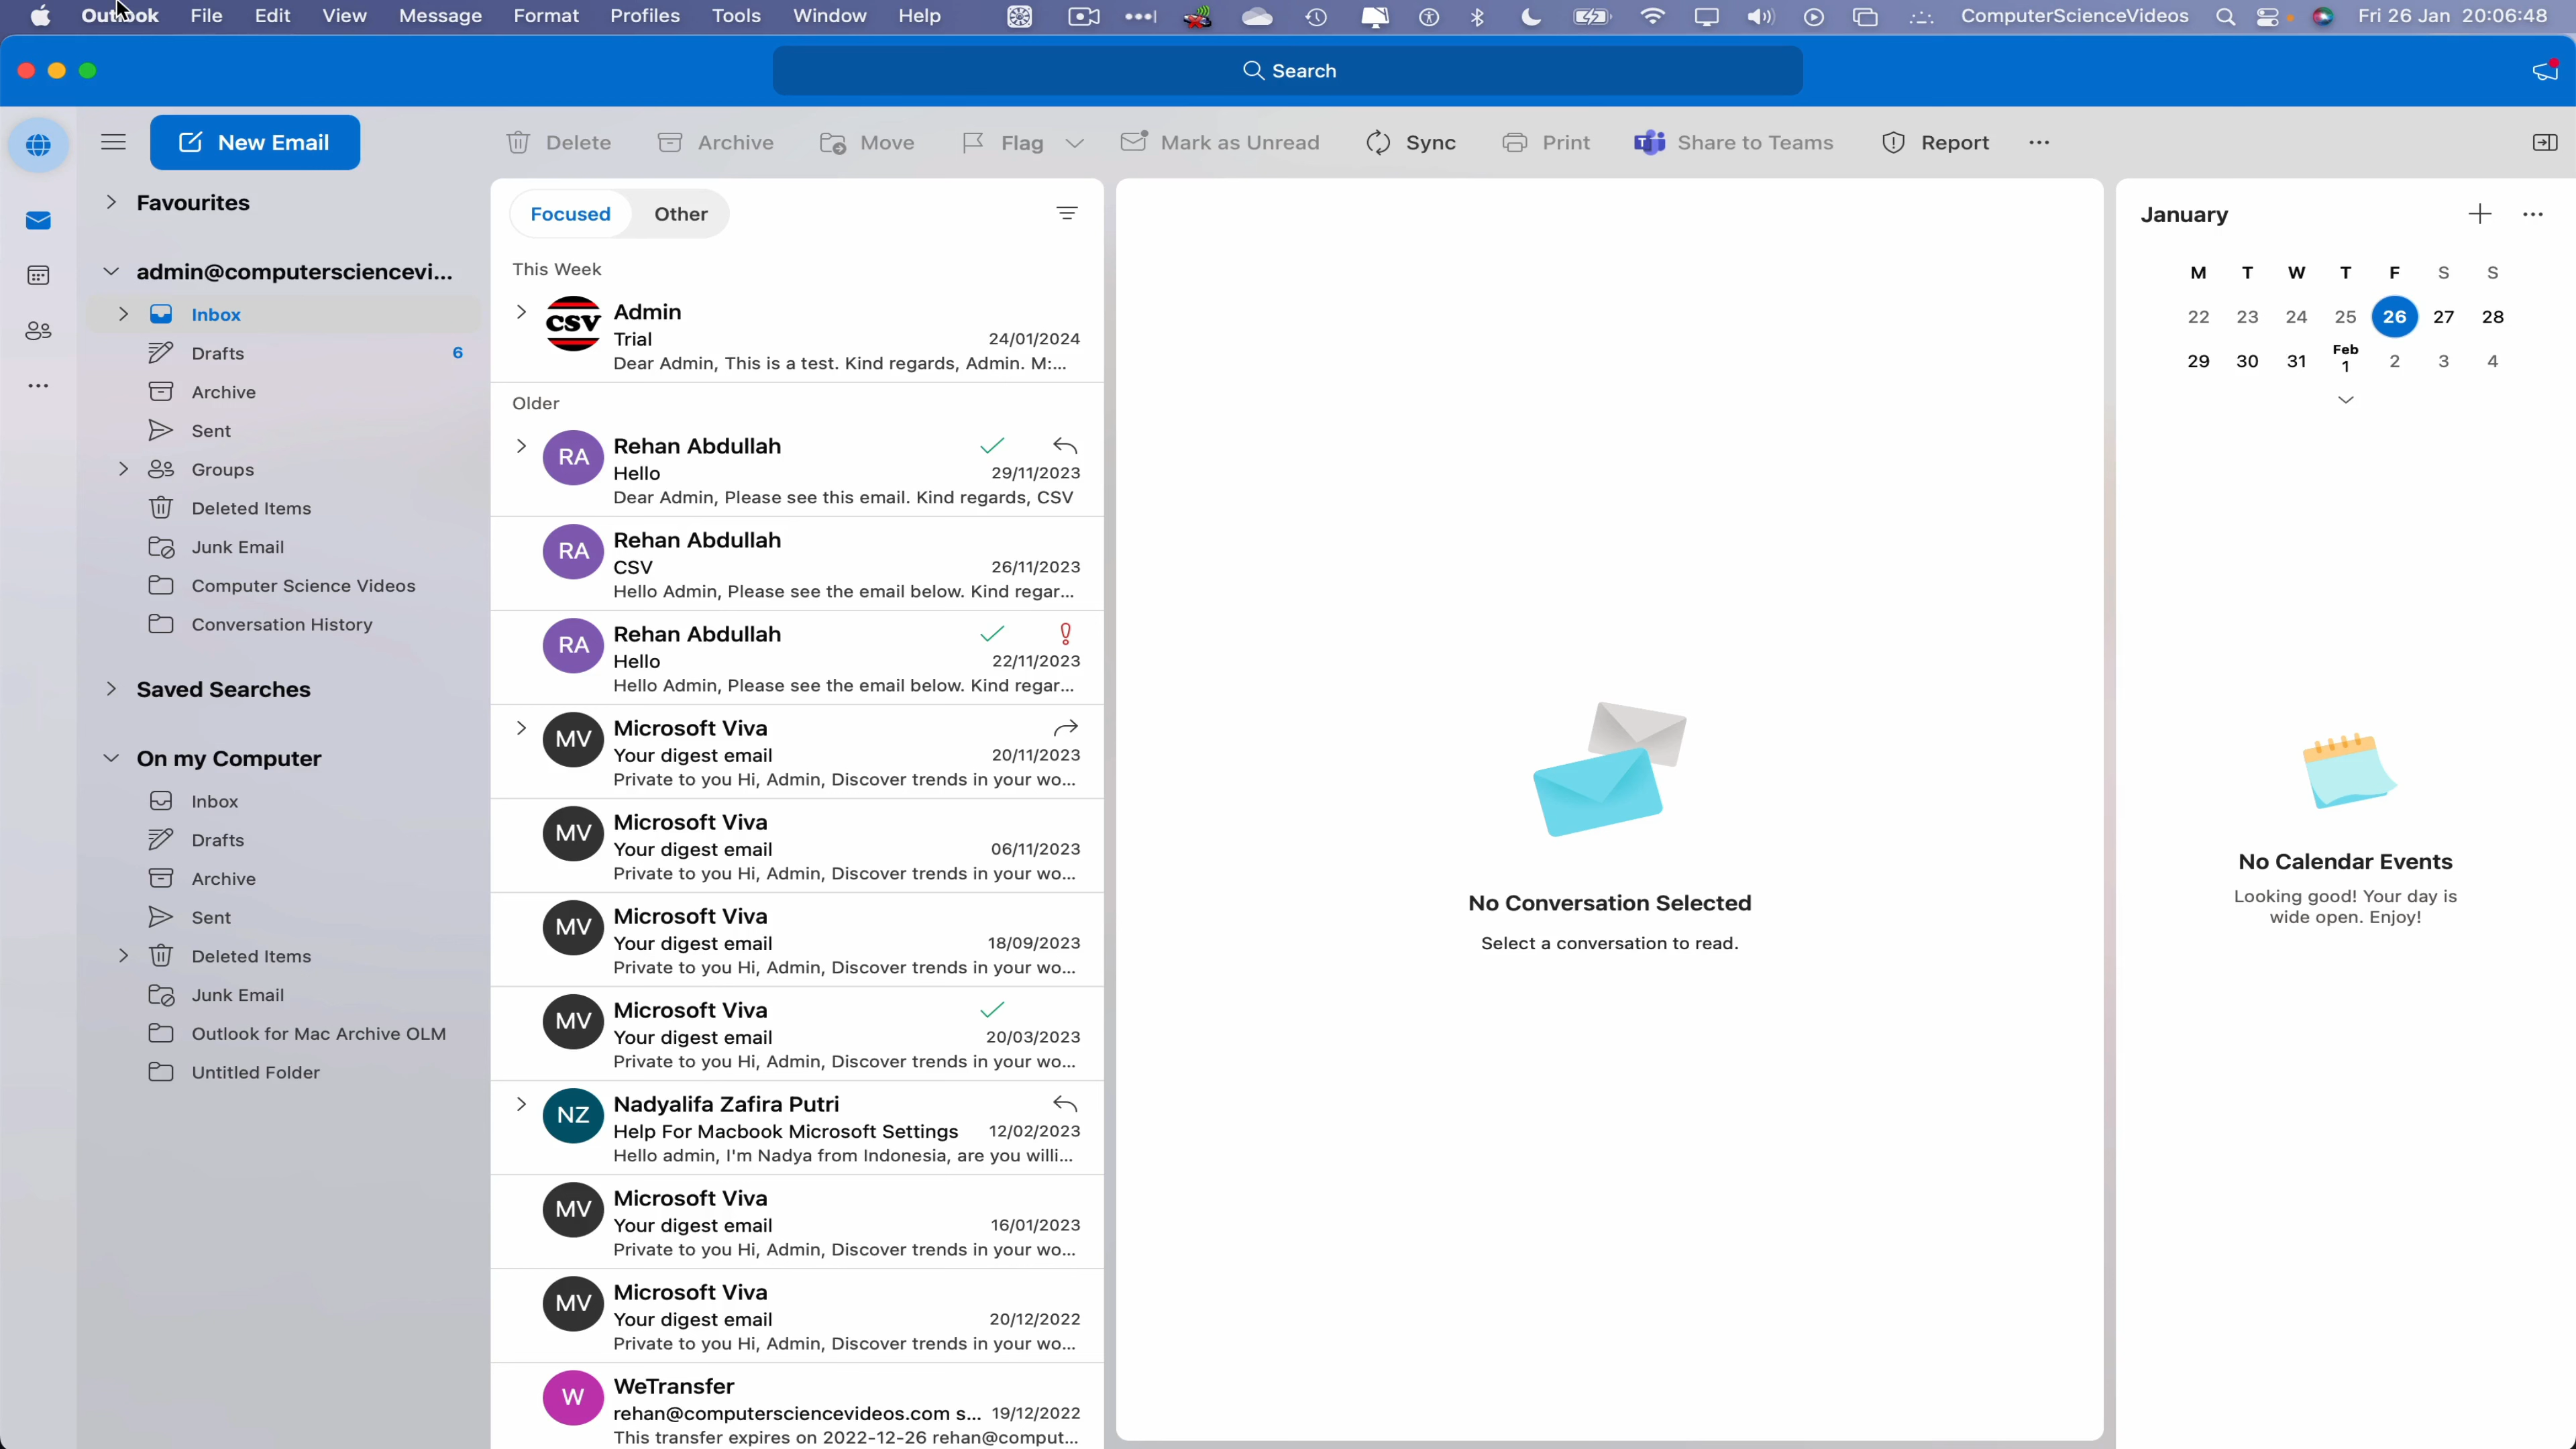 Outlook File Edit View Message Format Profiles Tools Window Help ComputerScienceVideos Fri 26 Jan 20:06:48
Search
New Email Delete Archive Move Flag Mark as Unread Sync Print Share to Teams Report
Favourites
admin@computersciencevi...
Inbox
Drafts 6
Archive
Sent
Groups
Deleted Items
Junk Email
Computer Science Videos
Conversation History
Saved Searches
On my Computer
Inbox
Drafts
Archive
Sent
Deleted Items
Junk Email
Outlook for Mac Archive OLM
Untitled Folder
Focused Other
This Week
CSV
Admin
Trial 24/01/2024
Dear Admin, This is a test. Kind regards, Admin. M:...
Older
RA Rehan Abdullah
Hello 29/11/2023
Dear Admin, Please see this email. Kind regards, CSV
RA Rehan Abdullah
CSV 26/11/2023
Hello Admin, Please see the email below. Kind regar...
RA Rehan Abdullah
Hello 22/11/2023
Hello Admin, Please see the email below. Kind regar...
MV Microsoft Viva
Your digest email 20/11/2023
Private to you Hi, Admin, Discover trends in your wo...
MV Microsoft Viva
Your digest email 06/11/2023
Private to you Hi, Admin, Discover trends in your wo...
MV Microsoft Viva
Your digest email 18/09/2023
Private to you Hi, Admin, Discover trends in your wo...
MV Microsoft Viva
Your digest email 20/03/2023
Private to you Hi, Admin, Discover trends in your wo...
NZ Nadyalifa Zafira Putri
Help For Macbook Microsoft Settings 12/02/2023
Hello admin, I'm Nadya from Indonesia, are you willi...
MV Microsoft Viva
Your digest email 16/01/2023
Private to you Hi, Admin, Discover trends in your wo...
MV Microsoft Viva
Your digest email 20/12/2022
Private to you Hi, Admin, Discover trends in your wo...
W WeTransfer
rehan@computersciencevideos.com s... 19/12/2022
This transfer expires on 2022-12-26 rehan@comput...
No Conversation Selected
Select a conversation to read.
January
M T W T F S S
22 23 24 25 26 27 28
29 30 31 Feb 1 2 3 4
No Calendar Events
Looking good! Your day is
wide open. Enjoy!